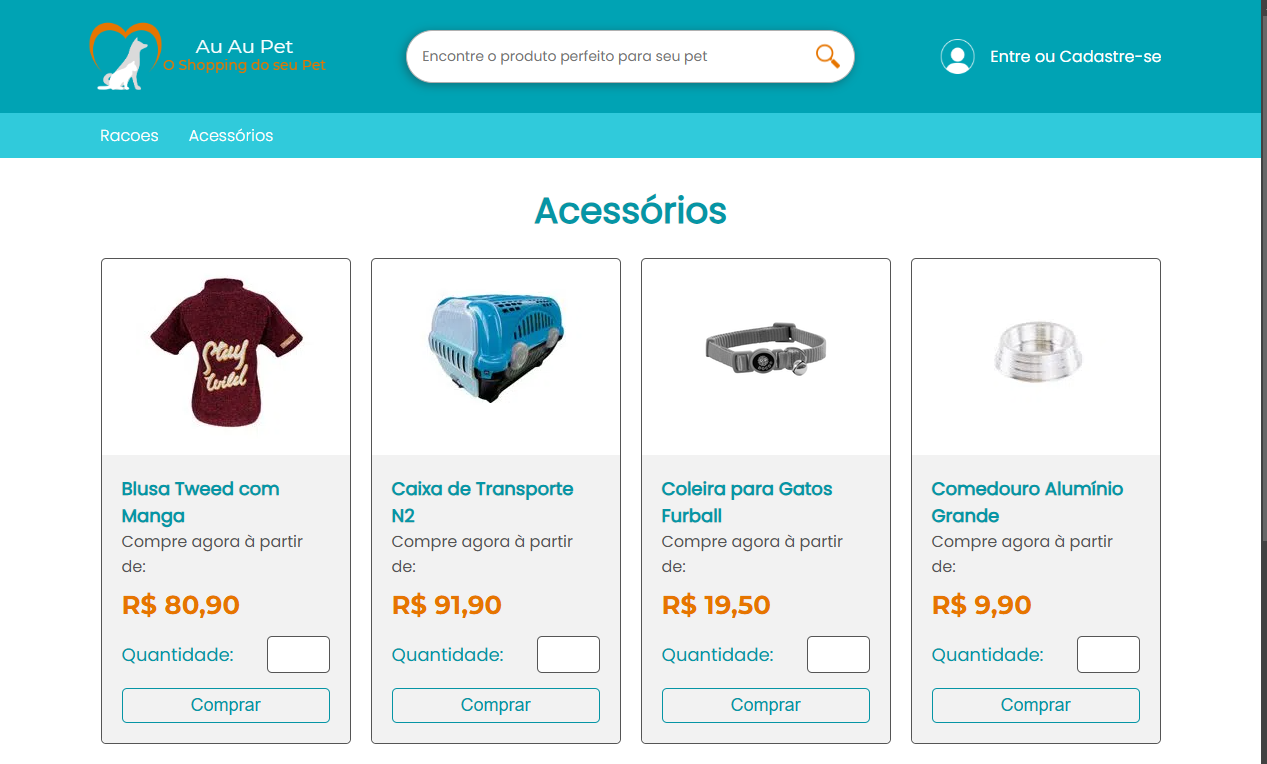 Au Au Pet
O Shopping do seu Pet
Encontre o produto perfeito para seu pet
Entre ou Cadastre-se
Racoes Acessórios
Acessórios
Stay
Wild
Blusa Tweed com
Manga
Compre agora à partir
de:
R$ 80,90
Quantidade:
Comprar
Caixa de Transporte
N2
Compre agora à partir
de:
R$ 91,90
Quantidade:
Comprar
Coleira para Gatos
Furball
Compre agora à partir
de:
R$ 19,50
Quantidade:
Comprar
Comedouro Alumínio
Grande
Compre agora à partir
de:
R$ 9,90
Quantidade:
Comprar